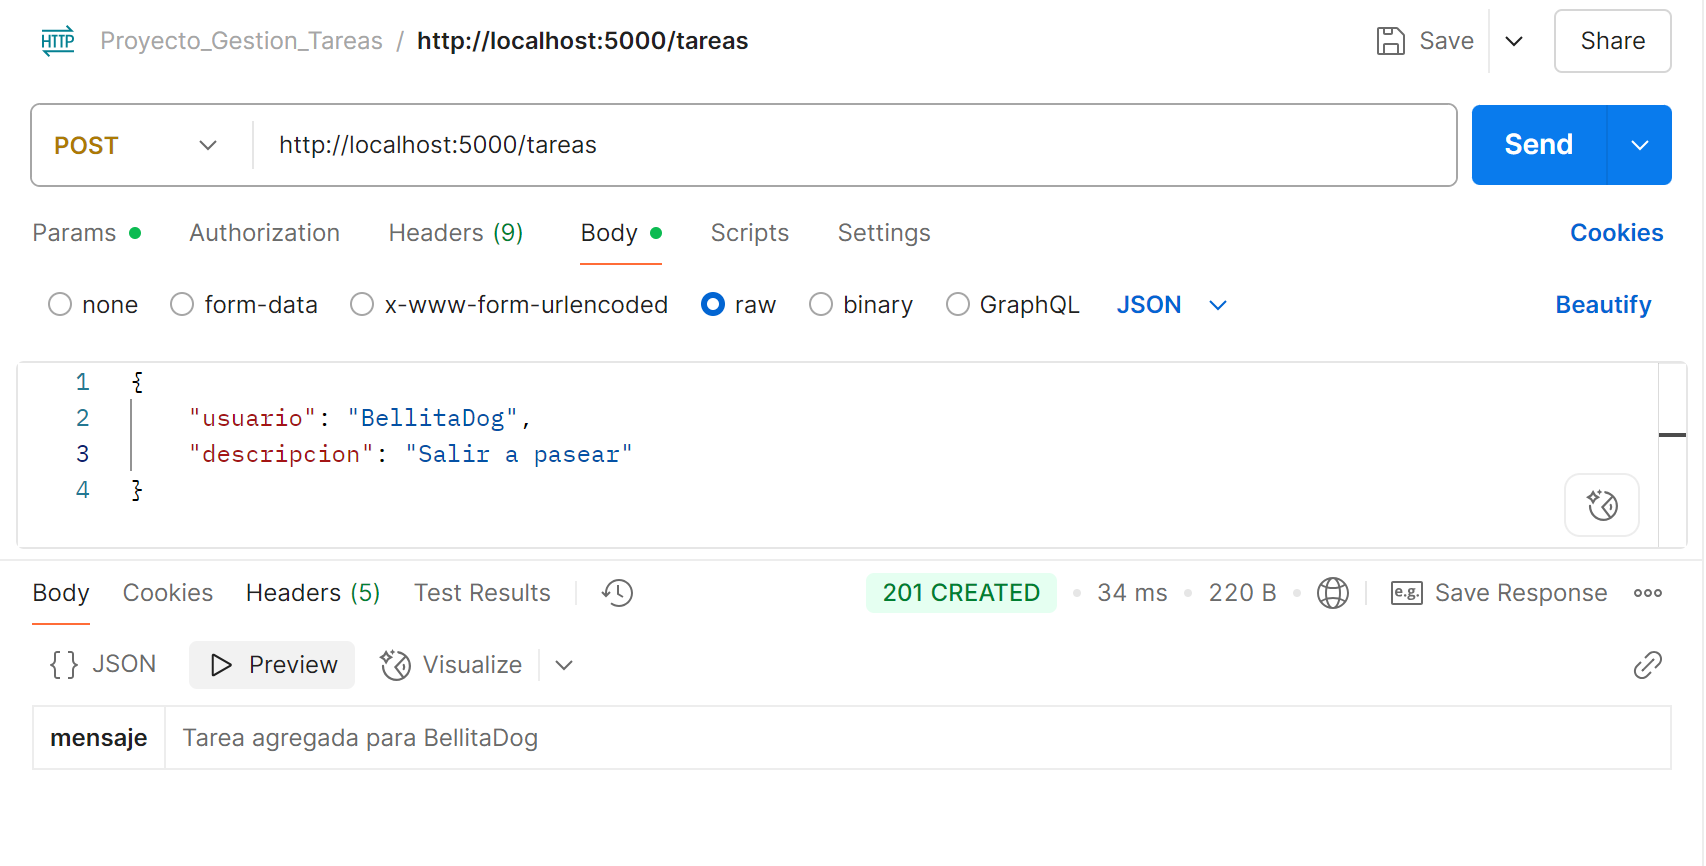 HTTP Proyecto_Gestion_Tareas / http://localhost:5000/tareas Save Share
POST http://localhost:5000/tareas Send
Params Authorization Headers (9) Body Scripts Settings Cookies
none form-data x-www-form-urlencoded raw binary GraphQL JSON Beautify
1 {
2 "usuario": "BellitaDog",
3 "descripcion": "Salir a pasear"
4 }
Body Cookies Headers (5) Test Results 201 CREATED 34 ms 220 B e.g. Save Response
{} JSON Preview Visualize
mensaje Tarea agregada para BellitaDog